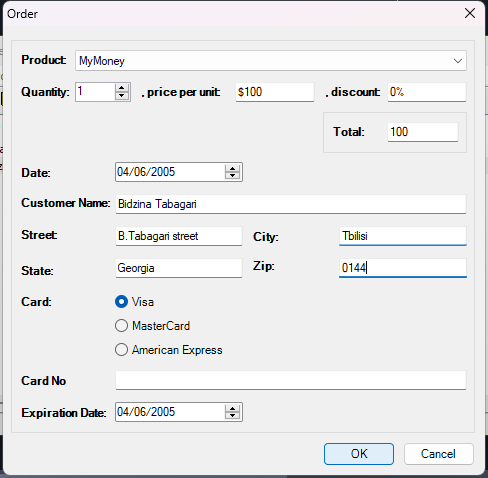 Order
Product: MyMoney
Quantity: 1 , price per unit: $100 , discount: 0%
Total: 100
Date: 04/06/2005
Customer Name: Bidzina Tabagari
Street: B.Tabagari street City: Tbilisi
State: Georgia Zip: 0144
Card: Visa
MasterCard
American Express
Card No
Expiration Date: 04/06/2005
OK Cancel